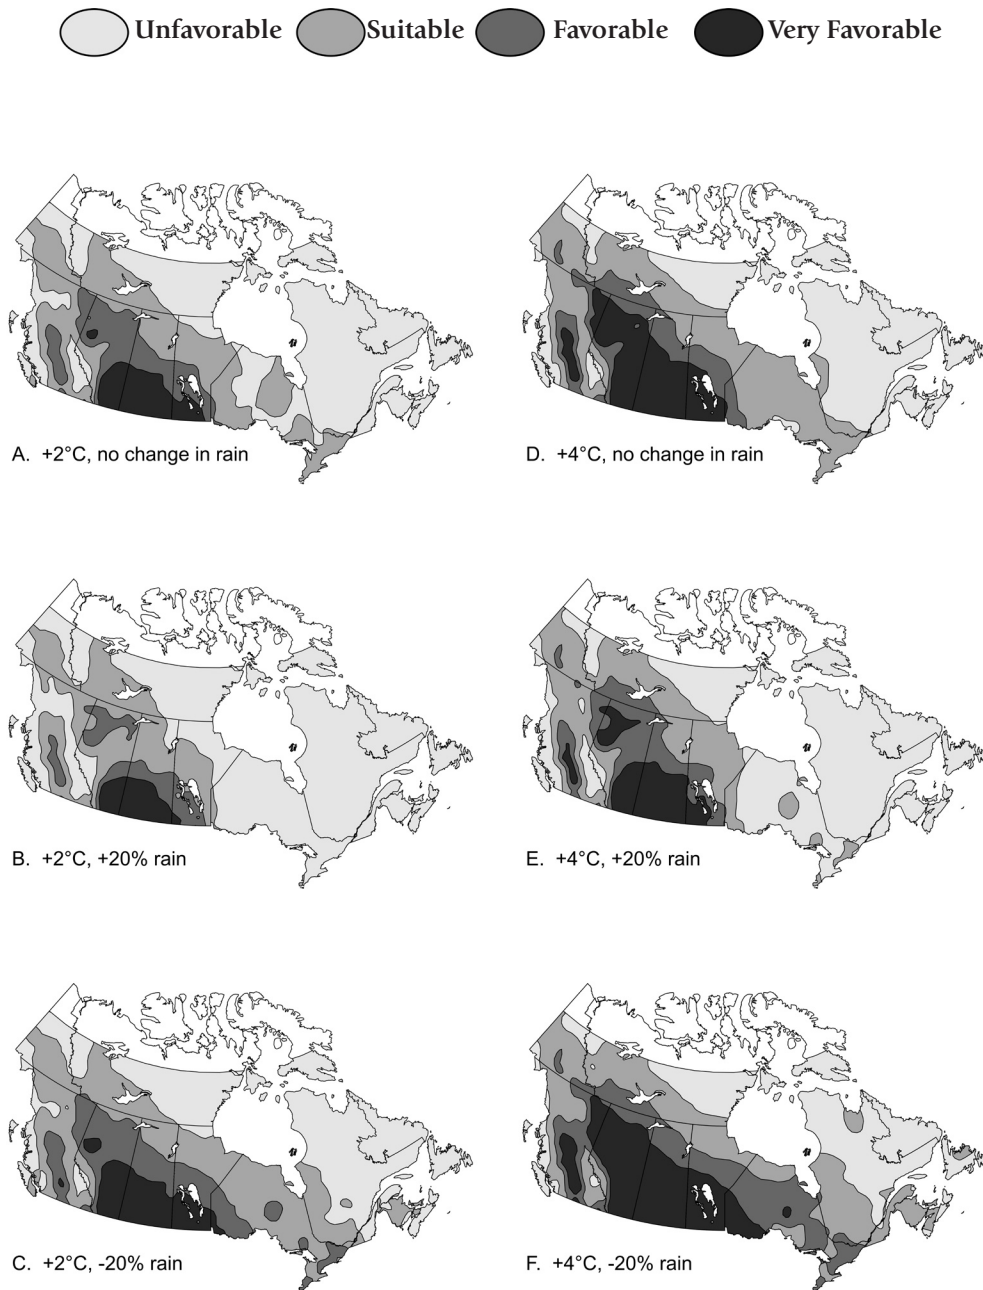 Unfavorable Suitable Favorable Very Favorable
A. +2°C, no change in rain
D. +4°C, no change in rain
B. +2°C, +20% rain
E. +4°C, +20% rain
C. +2°C, -20% rain
F. +4°C, -20% rain